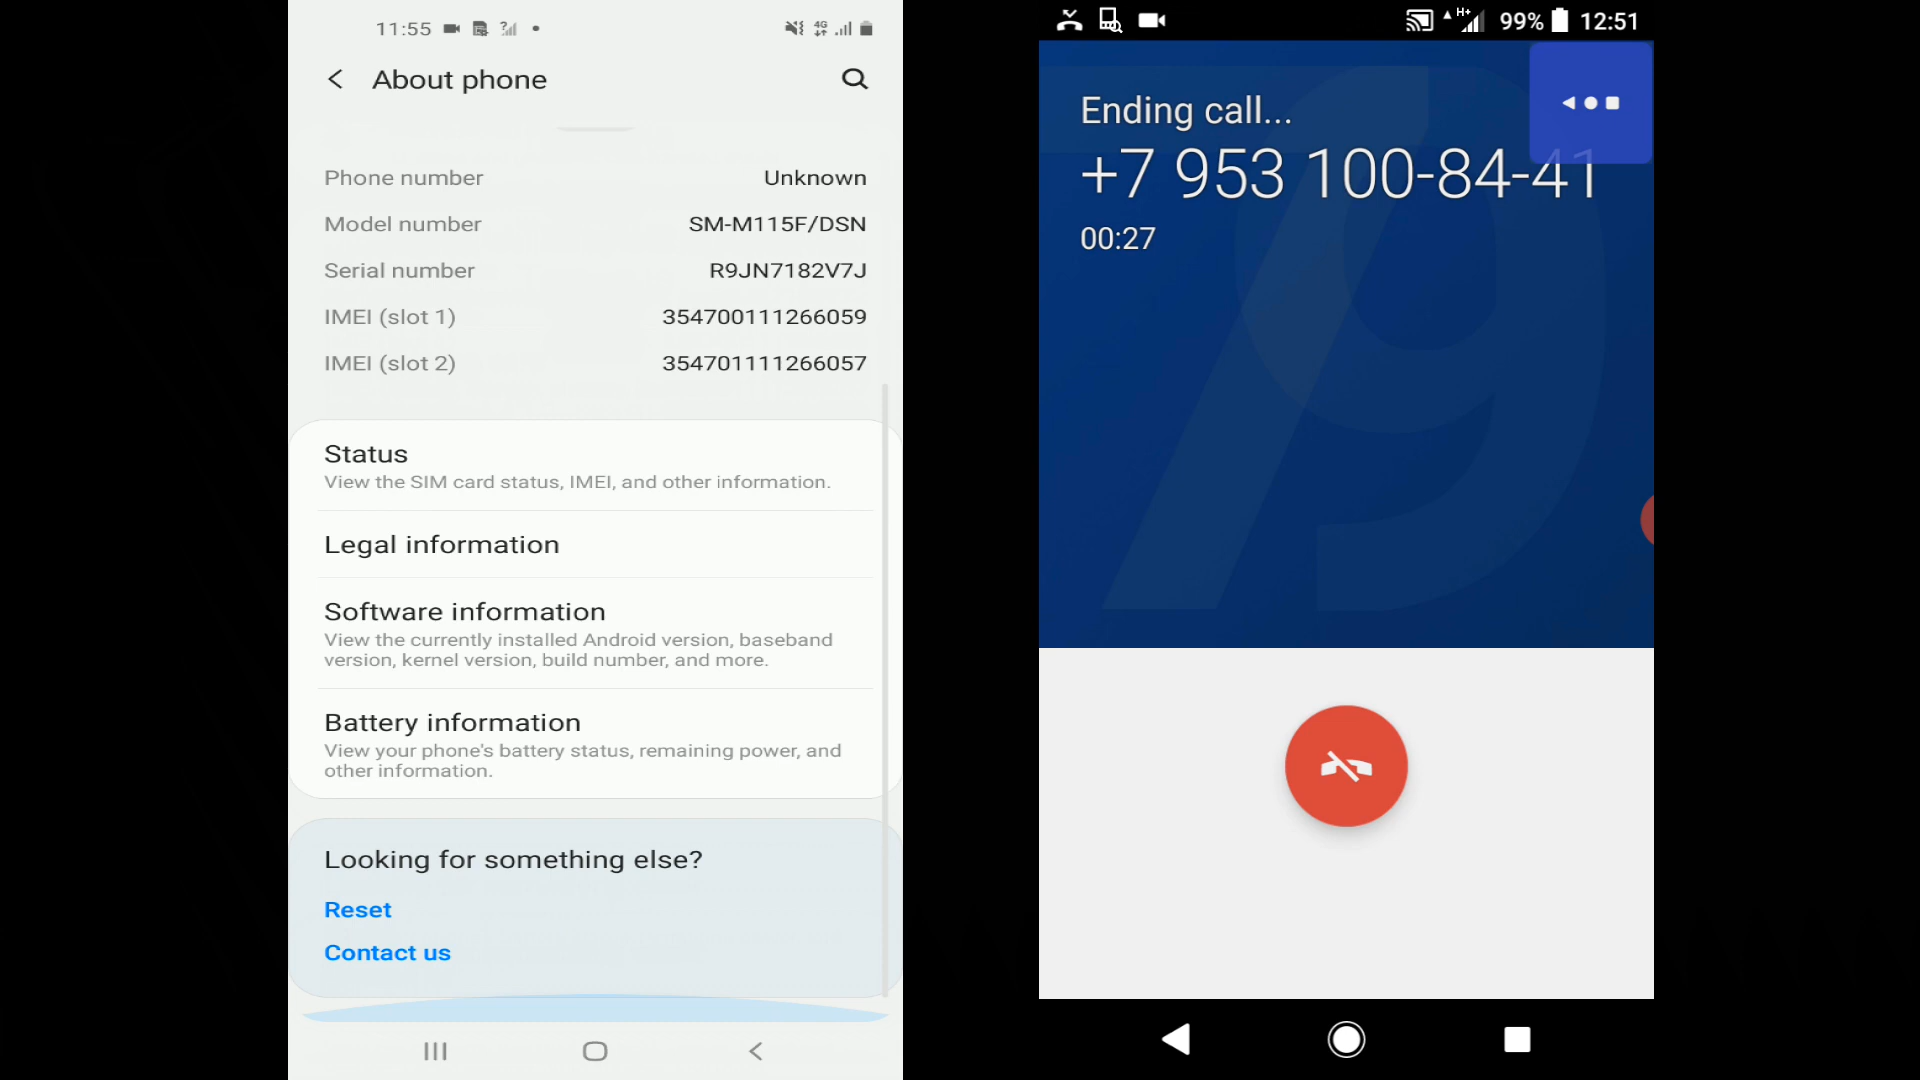 11:55
4G
About phone
Phone number Unknown
Model number SM-M115F/DSN
Serial number R9JN7182V7J
IMEI (slot 1) 354700111266059
IMEI (slot 2) 354701111266057
Status
View the SIM card status, IMEI, and other information.
Legal information
Software information
View the currently installed Android version, baseband
version, kernel version, build number, and more.
Battery information
View your phone's battery status, remaining power, and
other information.
Looking for something else?
Reset
Contact us
H+ 99% 12:51
Ending call...
+7 953 100-84-41
00:27